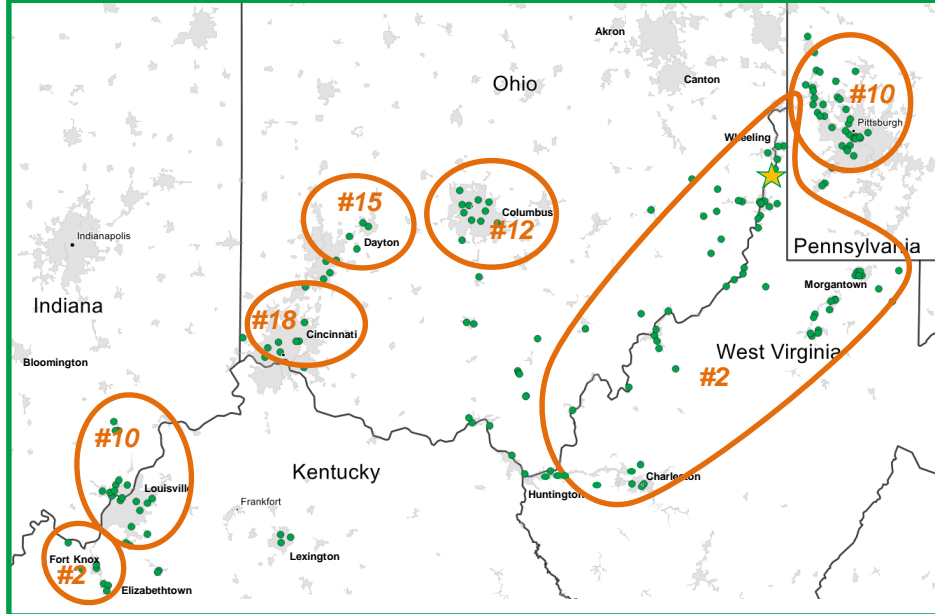 Akron
Ohio
Canton
#10
Pittsburgh
Wheeling
#15
Columbus
#12
Dayton
Indianapolis
Pennsylvania
Morgantown
Indiana
#18
Cincinnati
West Virginia
Bloomington
#2
#10
Kentucky
Louisville
Charleston
Huntington
Frankfort
Fort Knox
Lexington
#2
Elizabethtown